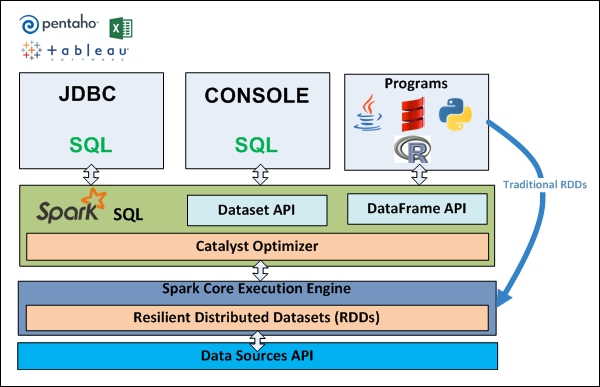 pentaho
tableau
SOFTWARE
JDBC
SQL
CONSOLE
SQL
Programs
R
Traditional RDDs
Spark SQL
Dataset API
DataFrame API
Catalyst Optimizer
Spark Core Execution Engine
Resilient Distributed Datasets (RDDs)
Data Sources API